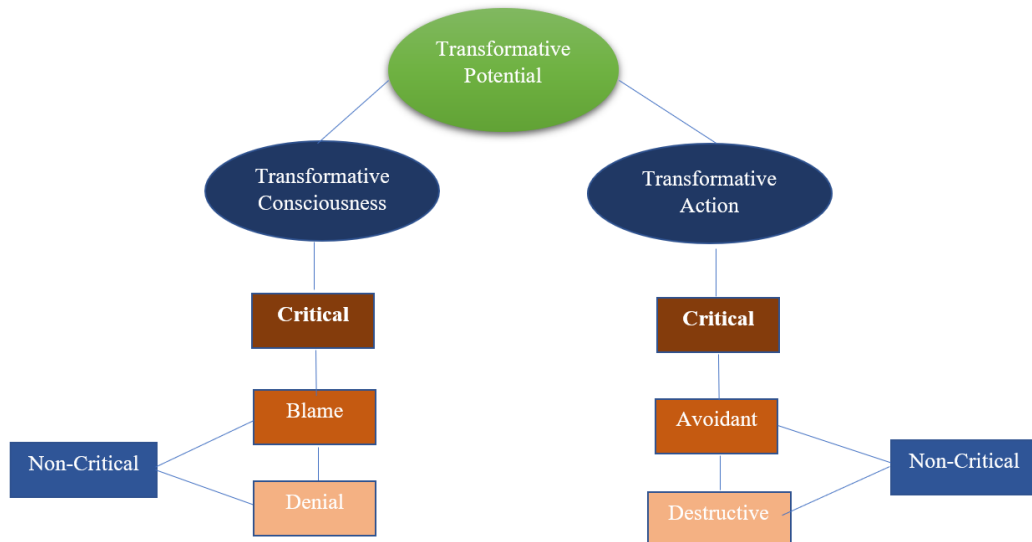 Transformative
Potential
Transformative
Consciousness
Transformative
Action
Critical
Critical
Blame
Avoidant
Non-Critical
Non-Critical
Denial
Destructive